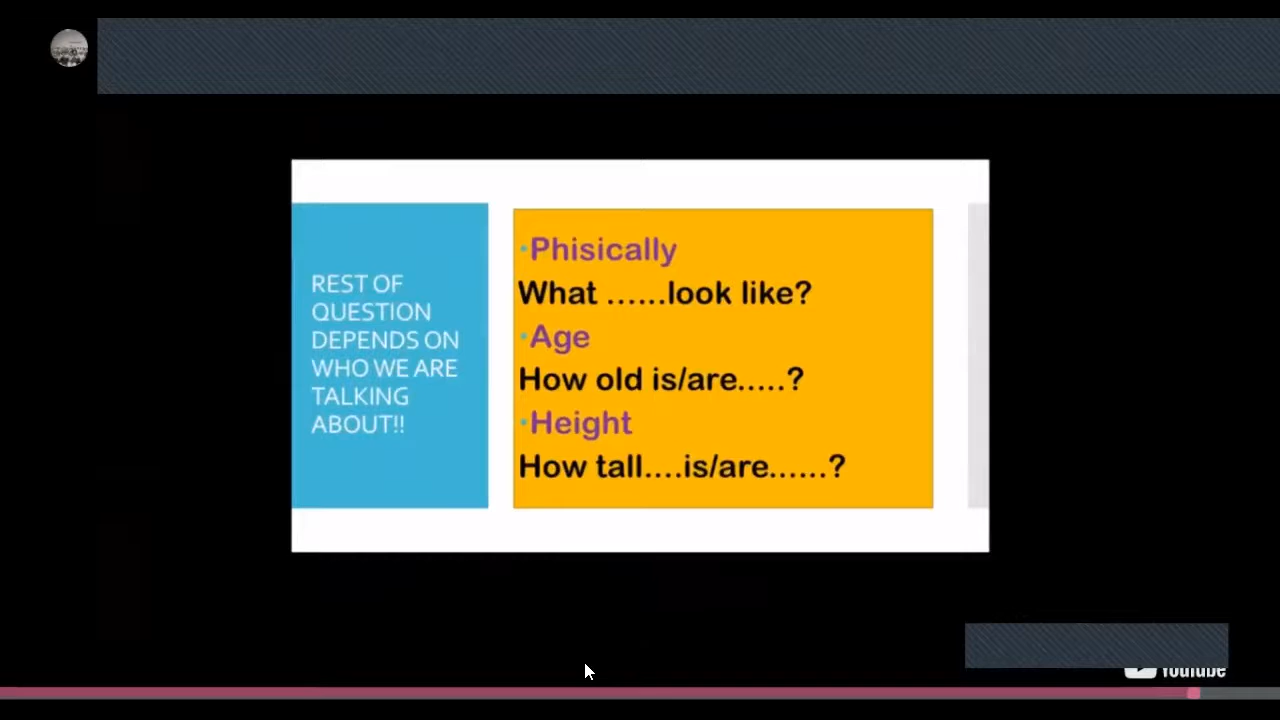 REST OF
QUESTION
DEPENDS ON
WHO WE ARE
TALKING
ABOUT!!
•Phisically
What ......look like?
•Age
How old is/are.....?
•Height
How tall....is/are......?
YouTube